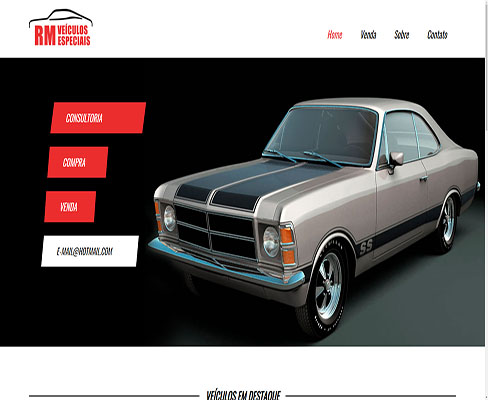 RM VEÍCULOS
ESPECIAIS
Home Venda Sobre Contato
CONSULTORIA
COMPRA
VENDA
E-MAIL@HOTMAIL.COM
SS
VEÍCULOS EM DESTAQUE